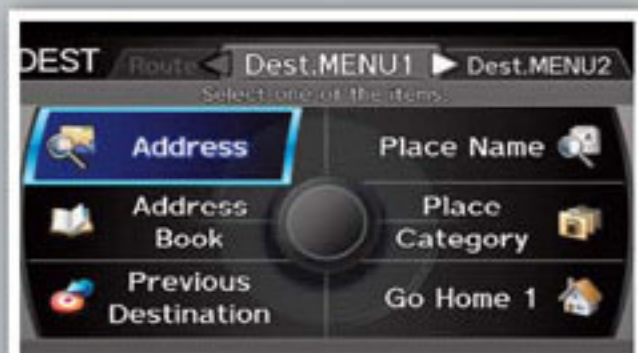 DEST Route Dest.MENU1 Dest.MENU2
Select one of the items.
Address
Place Name
Address
Book
Place
Category
Previous
Destination
Go Home 1